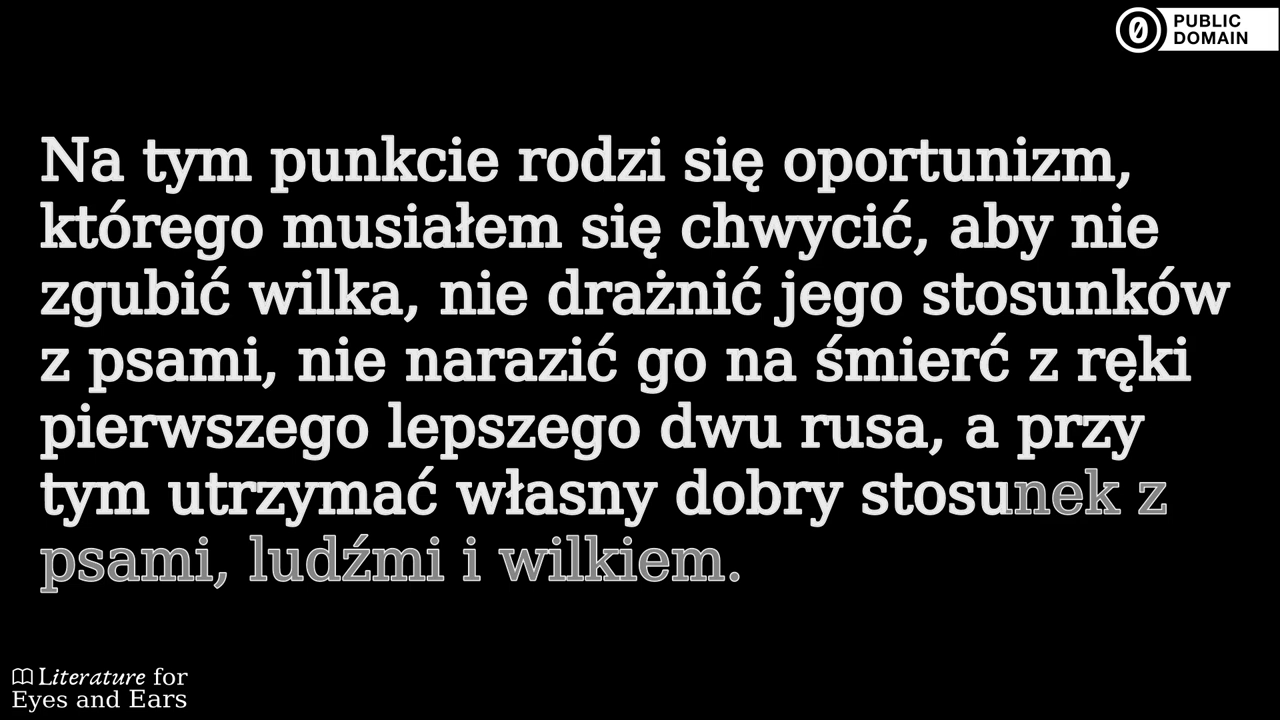 PUBLIC
DOMAIN
Na tym punkcie rodzi się oportunizm,
którego musiałem się chwycić, aby nie
zgubić wilka, nie drażnić jego stosunków
z psami, nie narazić go na śmierć z ręki
pierwszego lepszego dwu rusa, a przy
tym utrzymać własny dobry stosunek z
psami, ludźmi i wilkiem.
Literature for
Eyes and Ears